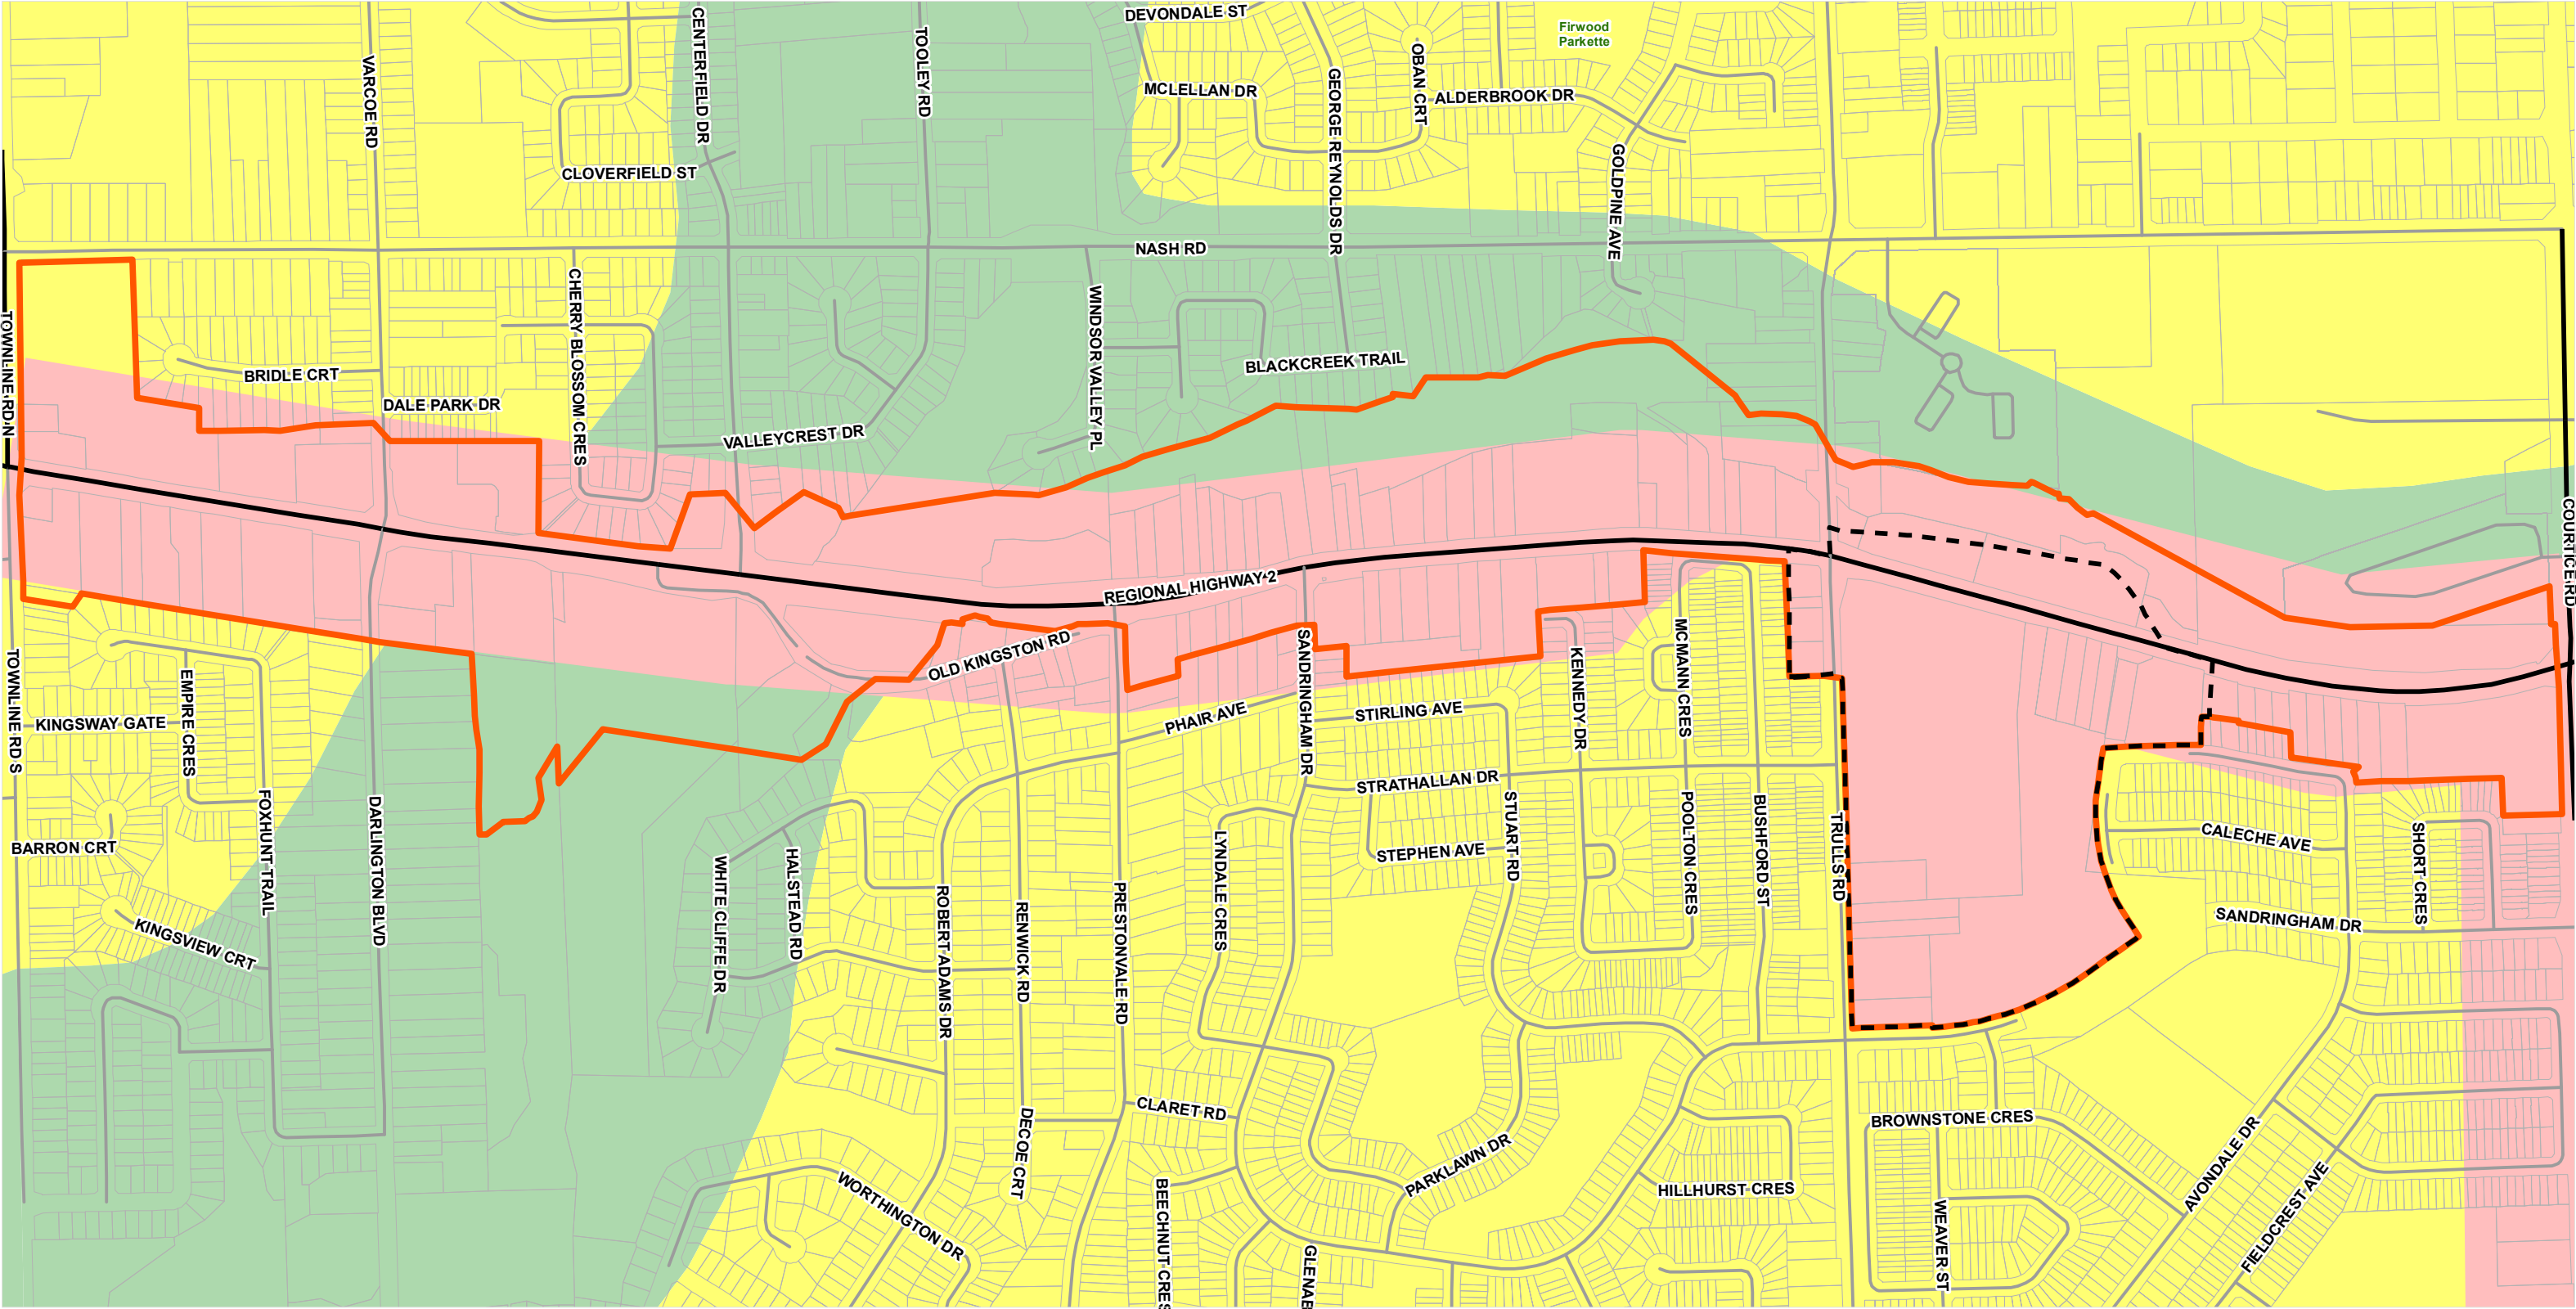 DEVONDALE ST
Firwood
Parkette
CENTERFIELD DR
TOOLEY RD
VARCOE RD
OBAN CRT
MCLELLAN DR
GEORGE REYNOLDS DR
ALDERBROOK DR
CLOVERFIELD ST
GOLDPINE AVE
NASH RD
CHERRY BLOSSOM CRES
WINDSOR VALLEY PL
TOWNLINE RD N
BLACKCREEK TRAIL
BRIDLE CRT
DALE PARK DR
VALLEYCREST DR
COURTICE RD
REGIONAL HIGHWAY 2
OLD KINGSTON RD
SANDRINGHAM DR
MCMANN CRES
KENNEDY DR
TOWNLINE RD S
EMPIRE CRES
KINGSWAY GATE
PHAIR AVE
STIRLING AVE
STRATHALLAN DR
FOXHUNT TRAIL
DARLINGTON BLVD
STUART RD
POOLTON CRES
BUSHFORD ST
TRULLS RD
CALECHE AVE
SHORT CRES
BARRON CRT
WHITE CLIFFE DR
HALSTEAD RD
LYNDALE CRES
STEPHEN AVE
ROBERT ADAMS DR
RENWICK RD
PRESTONVALE RD
SANDRINGHAM DR
KINGSVIEW CRT
CLARET RD
DECOE CRT
BROWNSTONE CRES
PARKLAWN DR
AVONDALE DR
FIELDCREST AVE
WORTHINGTON DR
BEECHNUT CRES
HILLHURST CRES
WEAVER ST
GLENAB